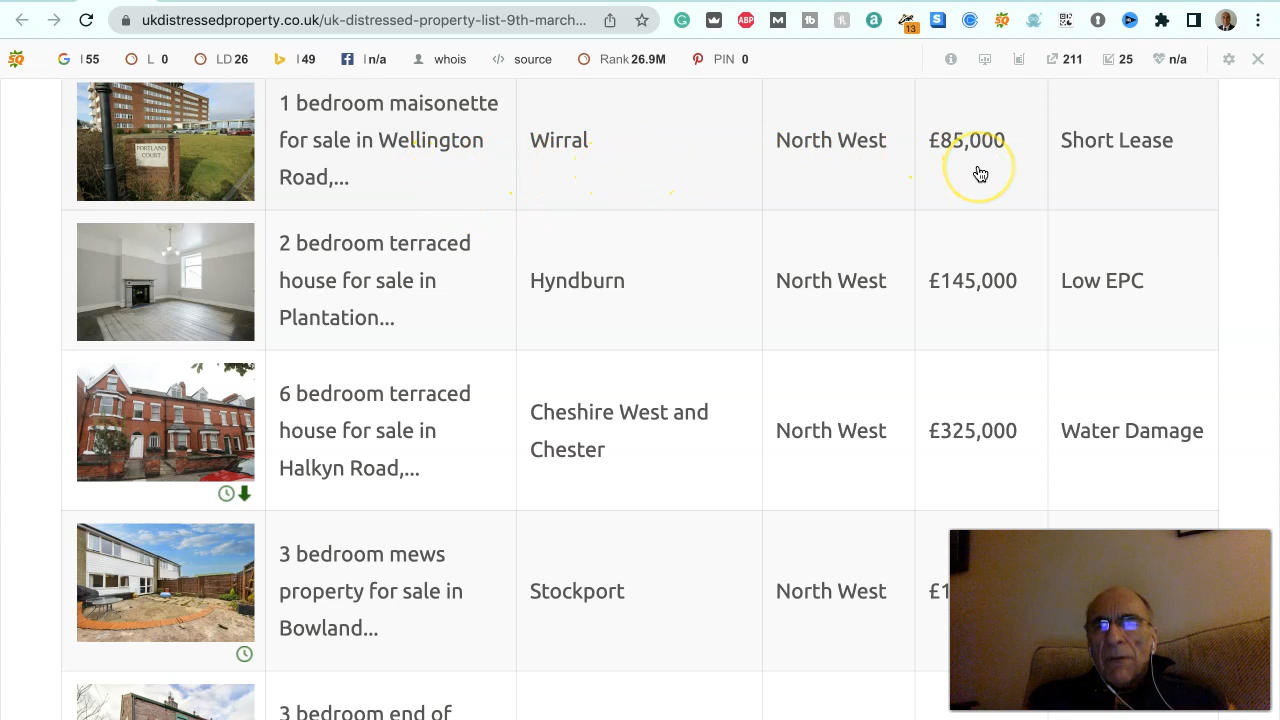 ukdistressedproperty.co.uk/uk-distressed-property-list-9th-march...
13
I 55
L 0
LD 26
I 49
I n/a
whois
source
Rank 26.9M
PIN 0
211
25
n/a
PORTLAND
COURT
1 bedroom maisonette
for sale in Wellington
Road,...
Wirral
North West
£85,000
Short Lease
2 bedroom terraced
house for sale in
Plantation...
Hyndburn
North West
£145,000
Low EPC
6 bedroom terraced
house for sale in
Halkyn Road,...
Cheshire West and
Chester
North West
£325,000
Water Damage
3 bedroom mews
property for sale in
Bowland...
Stockport
North West
£1
3 bedroom end of